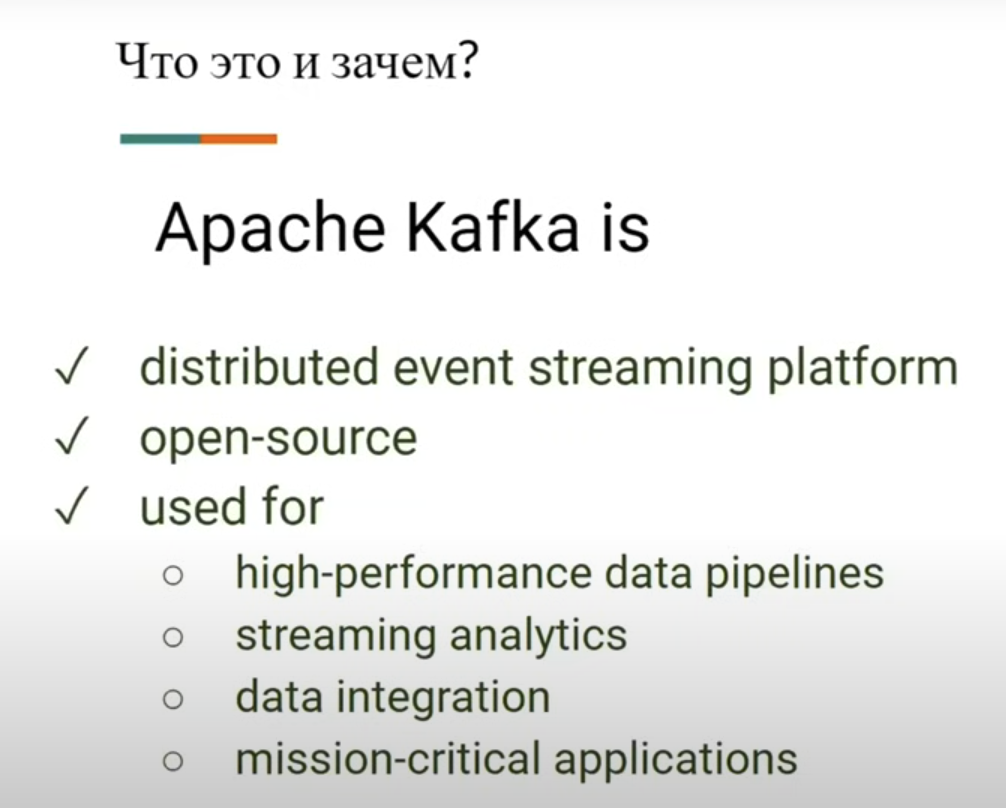 Что это и зачем?
Apache Kafka is
✓ distributed event streaming platform
✓ open-source
✓ used for
○ high-performance data pipelines
○ streaming analytics
○ data integration
○ mission-critical applications